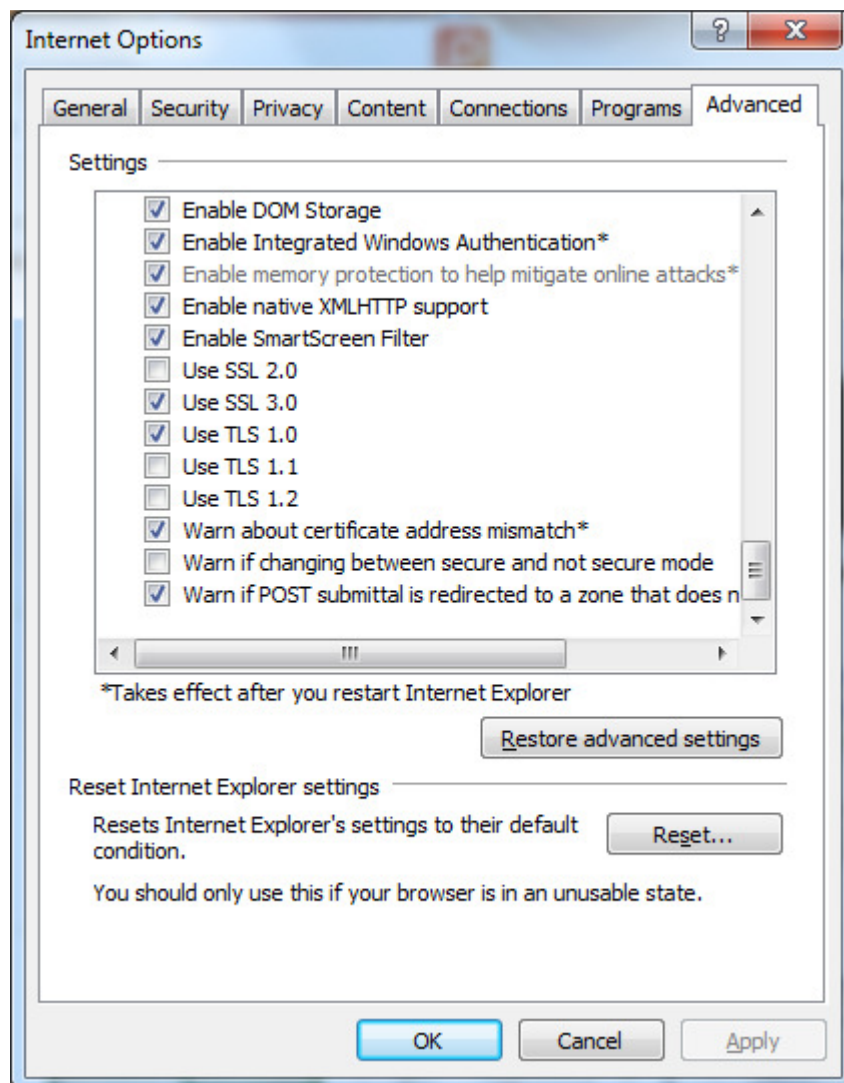 Internet Options
General Security Privacy Content Connections Programs Advanced
Settings
Enable DOM Storage
Enable Integrated Windows Authentication*
Enable memory protection to help mitigate online attacks*
Enable native XMLHTTP support
Enable SmartScreen Filter
Use SSL 2.0
Use SSL 3.0
Use TLS 1.0
Use TLS 1.1
Use TLS 1.2
Warn about certificate address mismatch*
Warn if changing between secure and not secure mode
Warn if POST submittal is redirected to a zone that does n
*Takes effect after you restart Internet Explorer
Restore advanced settings
Reset Internet Explorer settings
Resets Internet Explorer's settings to their default
condition.
Reset...
You should only use this if your browser is in an unusable state.
OK Cancel Apply